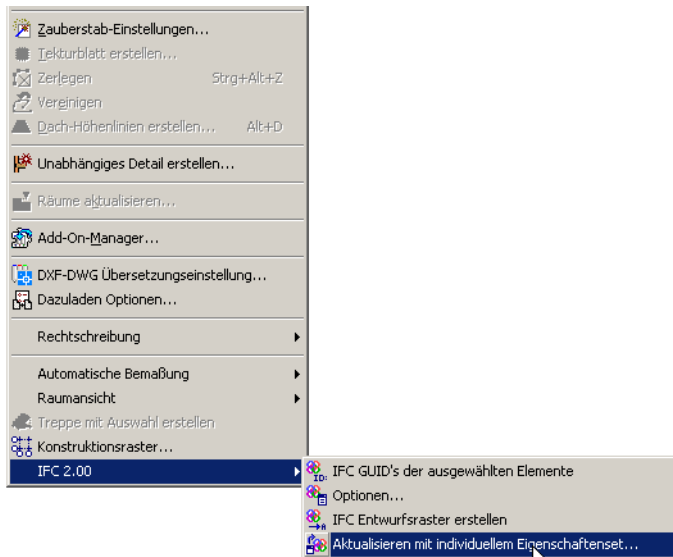 Zauberstab-Einstellungen...
Tekturblatt erstellen...
Zerlegen Strg+Alt+Z
Vereinigen
Dach-Höhenlinien erstellen... Alt+D
Unabhängiges Detail erstellen...
Räume aktualisieren...
Add-On-Manager...
DXF-DWG Übersetzungseinstellung...
Dazuladen Optionen...
Rechtschreibung
Automatische Bemaßung
Raumansicht
Treppe mit Auswahl erstellen
Konstruktionsraster...
IFC 2.00
ID: IFC GUID's der ausgewählten Elemente
Optionen...
IFC Entwurfsraster erstellen
Aktualisieren mit individuellem Eigenschaftenset...